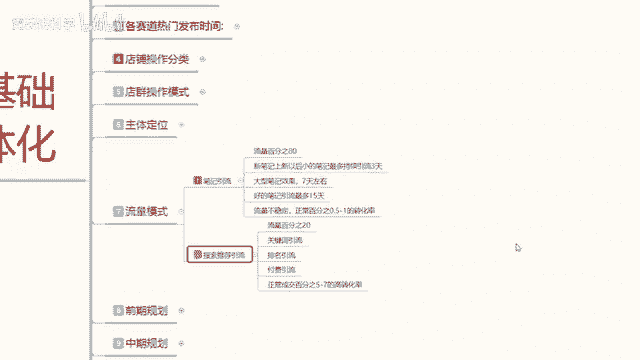 各赛道热门发布时间:
4 店铺操作分类
5 店群操作模式
基础
体化
6 主体定位
流量百分之80
新笔记上新以后小的笔记最多持续引流3天
1 笔记引流
大型笔记效果，7天左右
好的笔记引流最多15天
7 流量模式
流量不稳定，正常百分之0.5-1的转化率
流量百分之20
关键词引流
搜索推荐引流
排名引流
付费引流
正常成交百分之5-7的高转化率
8 前期规划
9 中期规划